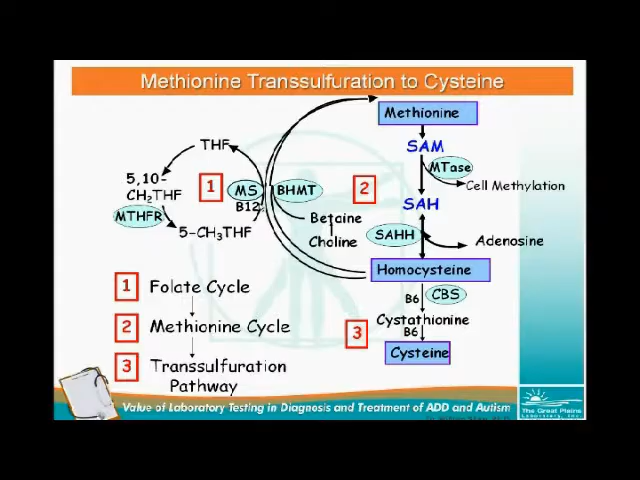 Methionine Transsulfuration to Cysteine
Methionine
THF
SAM
MTase
5,10-
CH₂THF
1
MS
BHMT
2
Cell Methylation
B12
SAH
MTHFR
Betaine
5-CH₃THF
SAHH
Choline
Adenosine
Homocysteine
1 Folate Cycle
B6
CBS
2 Methionine Cycle
3
Cystathionine
B6
Cysteine
3 Transsulfuration
Pathway
Value of Laboratory Testing in Diagnosis and Treatment of ADD and Autism
The Great Plains
Laboratory, Inc.